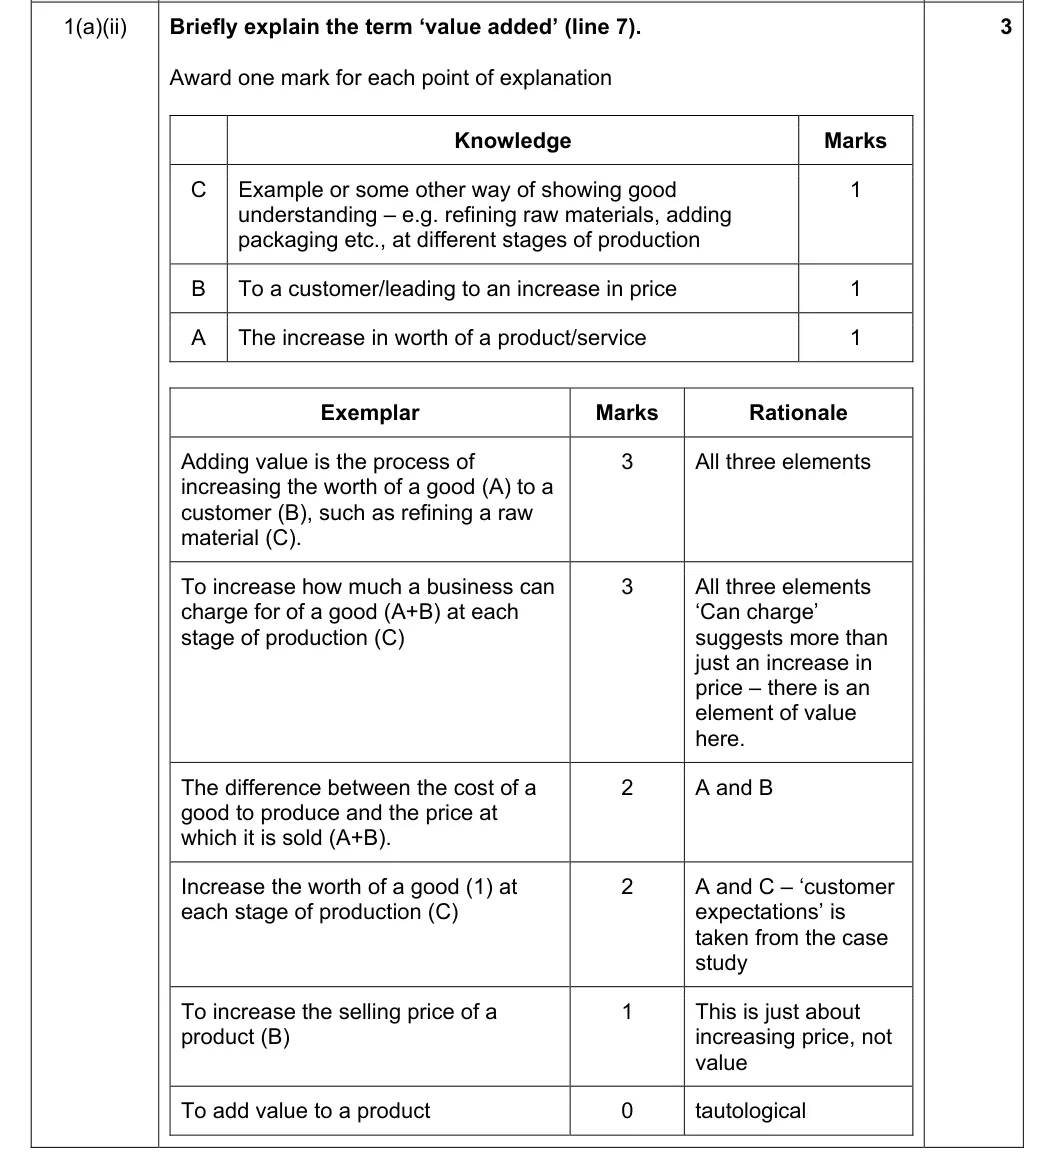 1(a)(ii)
Briefly explain the term ‘value added’ (line 7).
3
Award one mark for each point of explanation
Knowledge
Marks
C
Example or some other way of showing good
understanding – e.g. refining raw materials, adding
packaging etc., at different stages of production
1
B
To a customer/leading to an increase in price
1
A
The increase in worth of a product/service
1
Exemplar
Marks
Rationale
Adding value is the process of
increasing the worth of a good (A) to a
customer (B), such as refining a raw
material (C).
3
All three elements
To increase how much a business can
charge for of a good (A+B) at each
stage of production (C)
3
All three elements
‘Can charge’
suggests more than
just an increase in
price – there is an
element of value
here.
The difference between the cost of a
good to produce and the price at
which it is sold (A+B).
2
A and B
Increase the worth of a good (1) at
each stage of production (C)
2
A and C – ‘customer
expectations’ is
taken from the case
study
To increase the selling price of a
product (B)
1
This is just about
increasing price, not
value
To add value to a product
0
tautological